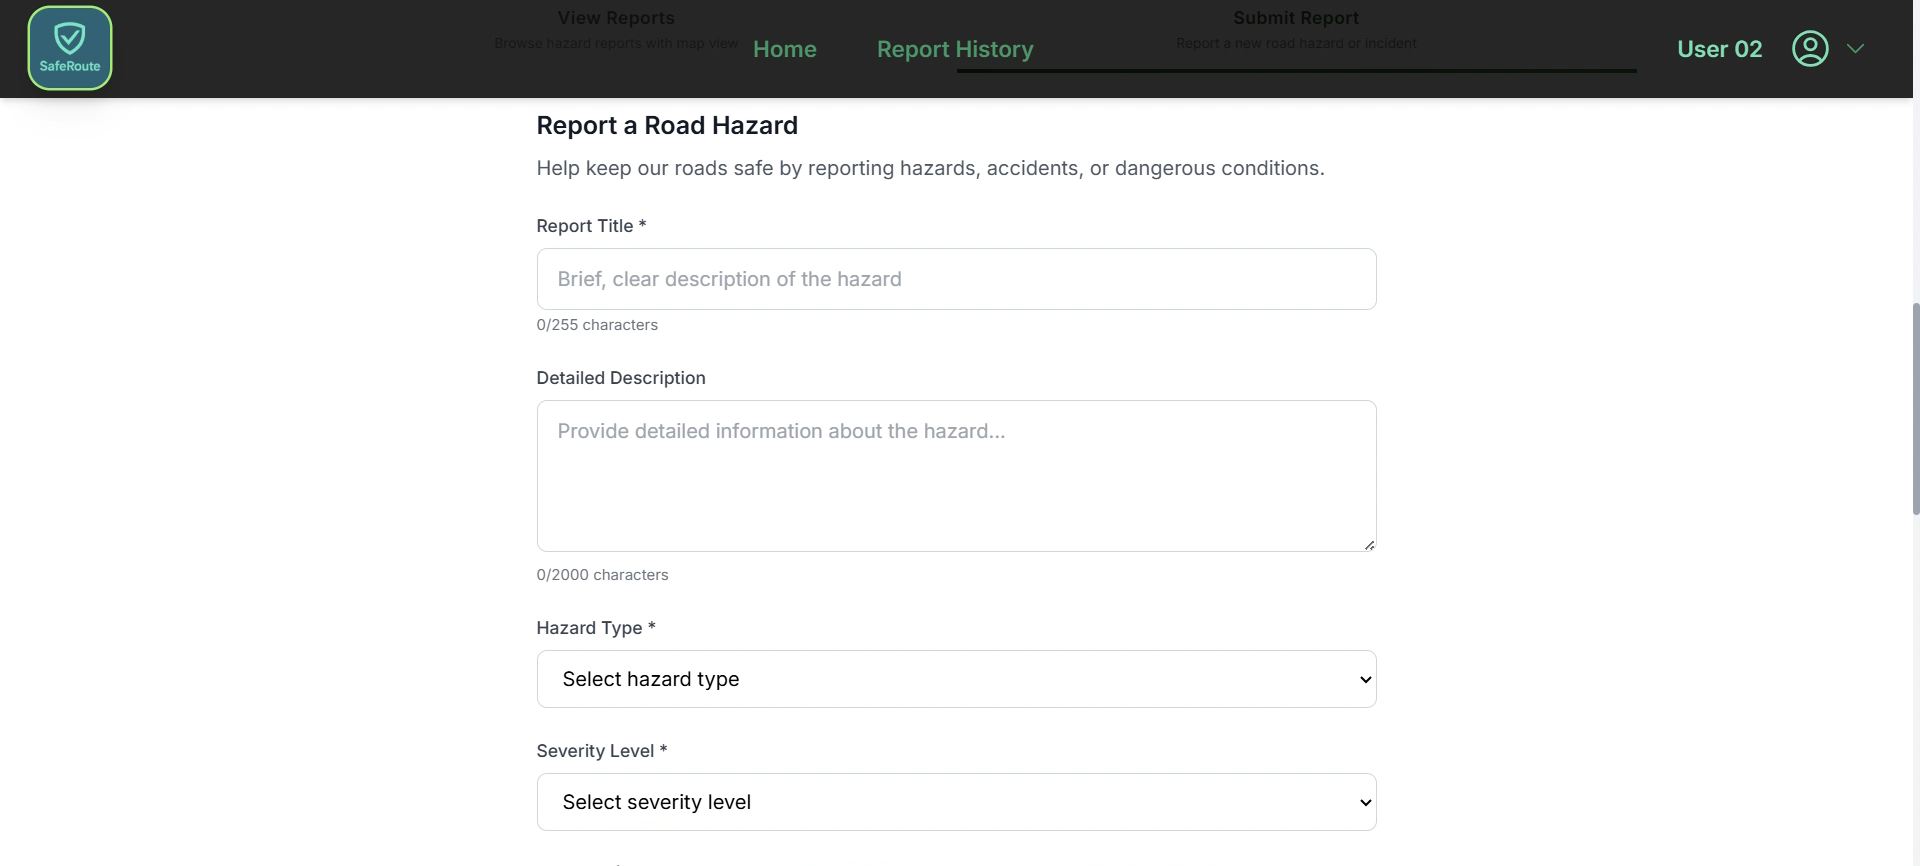 View Reports
Submit Report
Browse hazard reports with map view
Report a new road hazard or incident
SafeRoute
Home
Report History
User 02
Report a Road Hazard
Help keep our roads safe by reporting hazards, accidents, or dangerous conditions.
Report Title *
Brief, clear description of the hazard
0/255 characters
Detailed Description
Provide detailed information about the hazard...
0/2000 characters
Hazard Type *
Select hazard type
Severity Level *
Select severity level